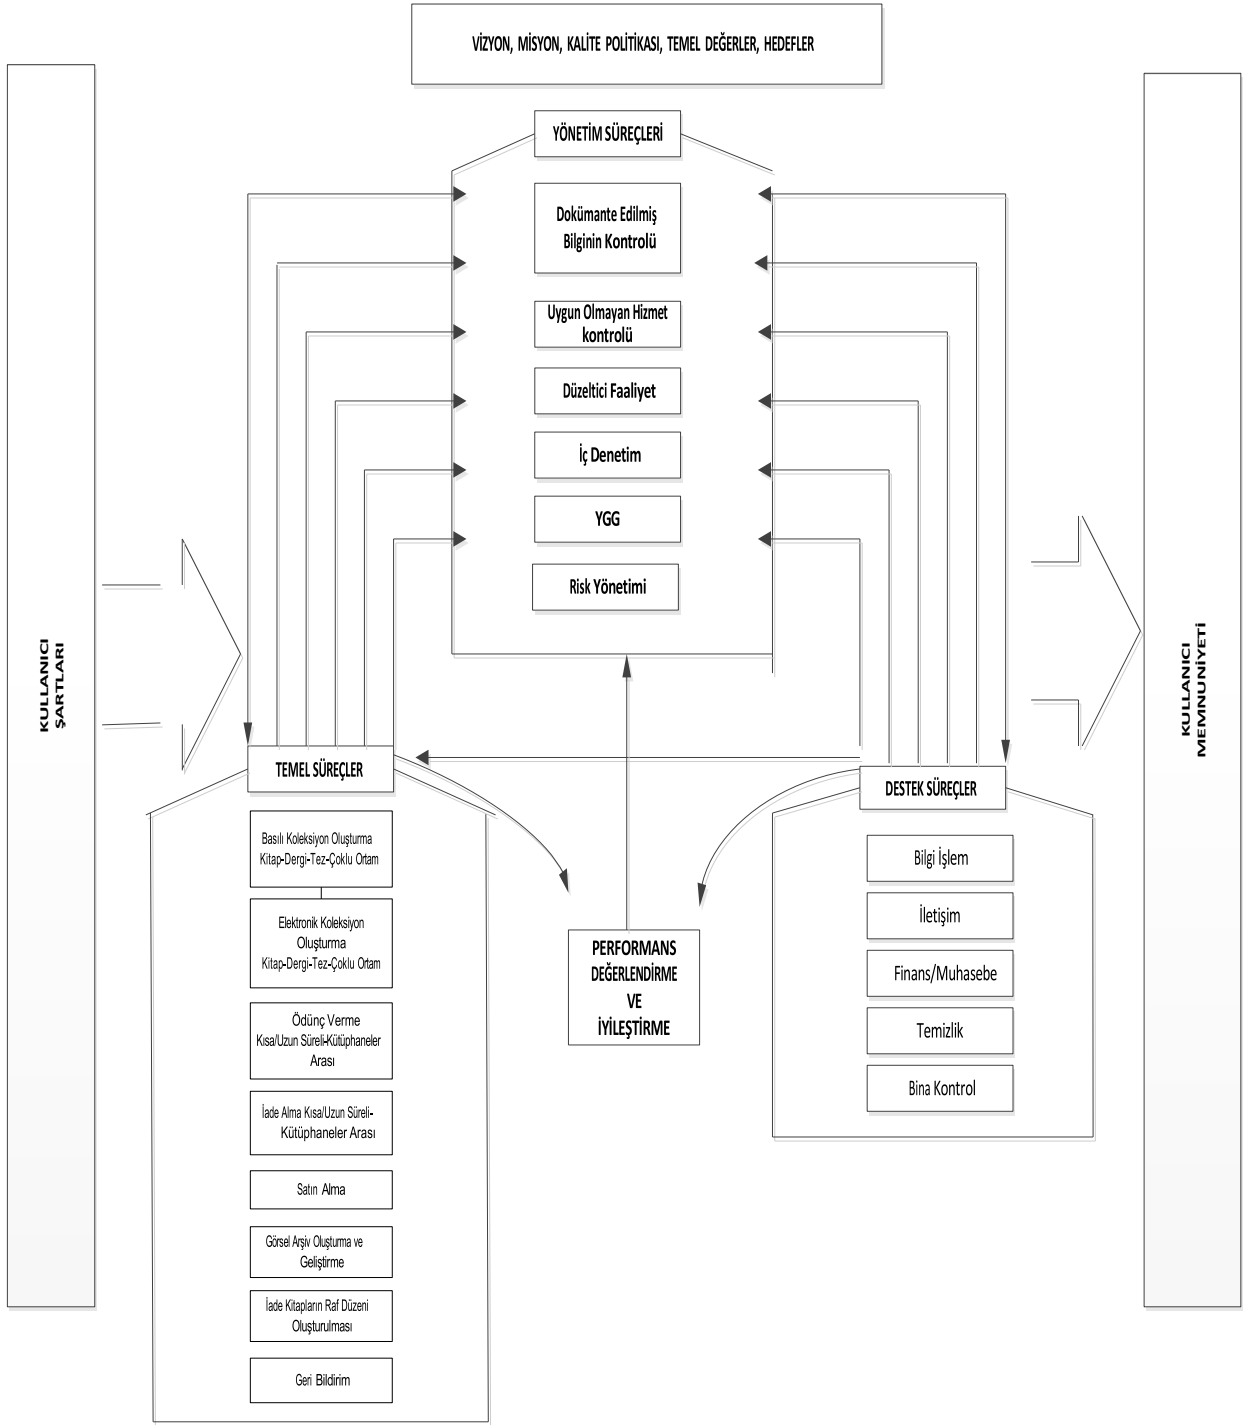 VİZYON, MİSYON, KALİTE POLİTİKASI, TEMEL DEĞERLER, HEDEFLER
KULLANICI
ŞARTLARI
YÖNETİM SÜREÇLERİ
Dokümante Edilmiş
Bilginin Kontrolü
Uygun Olmayan Hizmet
kontrolü
Düzeltici Faaliyet
İç Denetim
YGG
Risk Yönetimi
TEMEL SÜREÇLER
Basılı Koleksiyon Oluşturma
Kitap-Dergi-Tez-Çoklu Ortam
Elektronik Koleksiyon
Oluşturma
Kitap-Dergi-Tez-Çoklu Ortam
Ödünç Verme
Kısa/Uzun Süreli-Kütüphaneler
Arası
İade Alma Kısa/Uzun Süreli-
Kütüphaneler Arası
Satın Alma
Görsel Arşiv Oluşturma ve
Geliştirme
İade Kitapların Raf Düzeni
Oluşturulması
Geri Bildirim
PERFORMANS
DEĞERLENDİRME
VE
İYİLEŞTİRME
DESTEK SÜREÇLER
Bilgi İşlem
İletişim
Finans/Muhasebe
Temizlik
Bina Kontrol
KULLANICI
MEMNUNİYETİ